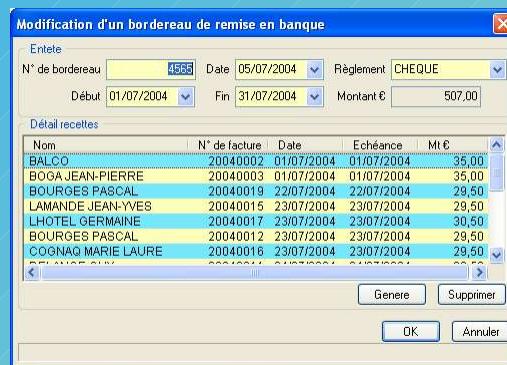 Modification d'un bordereau de remise en banque
Entete
N° de bordereau 4565 Date 05/07/2004 Règlement CHEQUE
Début 01/07/2004 Fin 31/07/2004 Montant € 507,00
Détail recettes
Nom N° de facture Date Echéance Mt €
BALCO 20040002 01/07/2004 01/07/2004 35,00
BOGA JEAN-PIERRE 20040003 01/07/2004 01/07/2004 35,00
BOURGES PASCAL 20040019 22/07/2004 22/07/2004 29,50
LAMANDE JEAN-YVES 20040015 23/07/2004 23/07/2004 29,50
LHOTEL GERMAINE 20040017 23/07/2004 23/07/2004 30,50
BOURGES PASCAL 20040012 23/07/2004 23/07/2004 29,50
COGNAQ MARIE LAURE 20040016 23/07/2004 23/07/2004 29,50
Genere Supprimer
OK Annuler